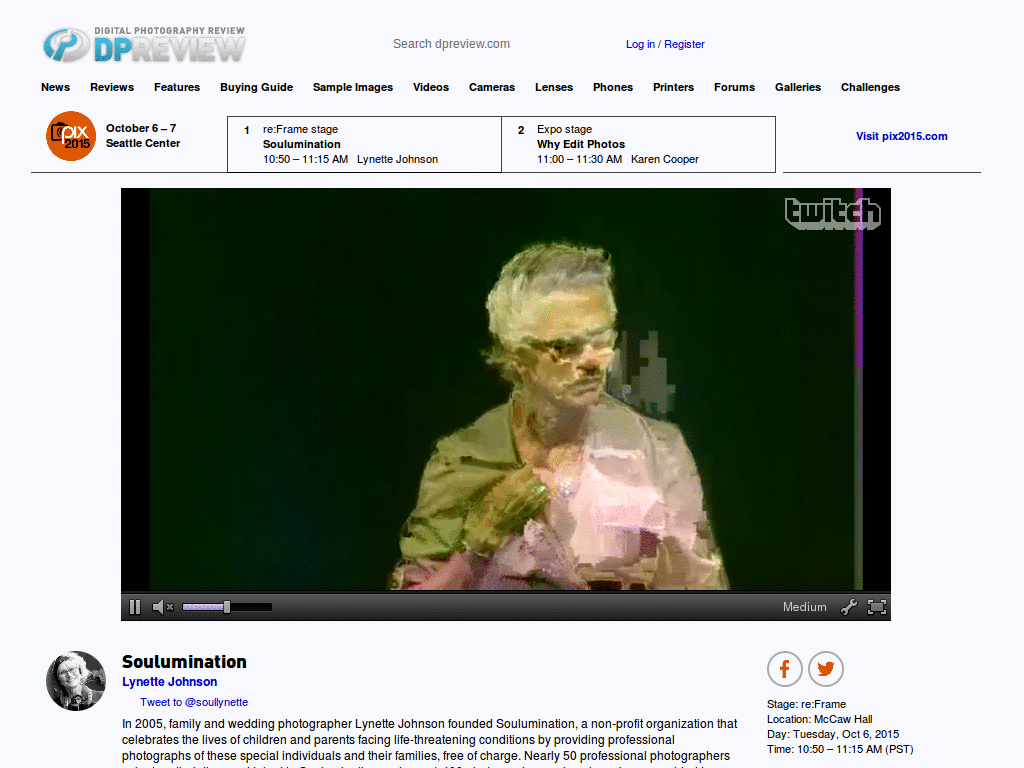 DIGITAL PHOTOGRAPHY REVIEW
DPREVIEW
Search dpreview.com
Log in / Register
News Reviews Features Buying Guide Sample Images Videos Cameras Lenses Phones Printers Forums Galleries Challenges
pix
2015
October 6 – 7
Seattle Center
1 re:Frame stage
Soulumination
10:50 – 11:15 AM Lynette Johnson
2 Expo stage
Why Edit Photos
11:00 – 11:30 AM Karen Cooper
Visit pix2015.com
twitch
Medium
Soulumination
Lynette Johnson
Tweet to @soullynette
In 2005, family and wedding photographer Lynette Johnson founded Soulumination, a non-profit organization that
celebrates the lives of children and parents facing life-threatening conditions by providing professional
photographs of these special individuals and their families, free of charge. Nearly 50 professional photographers
Stage: re:Frame
Location: McCaw Hall
Day: Tuesday, Oct 6, 2015
Time: 10:50 – 11:15 AM (PST)